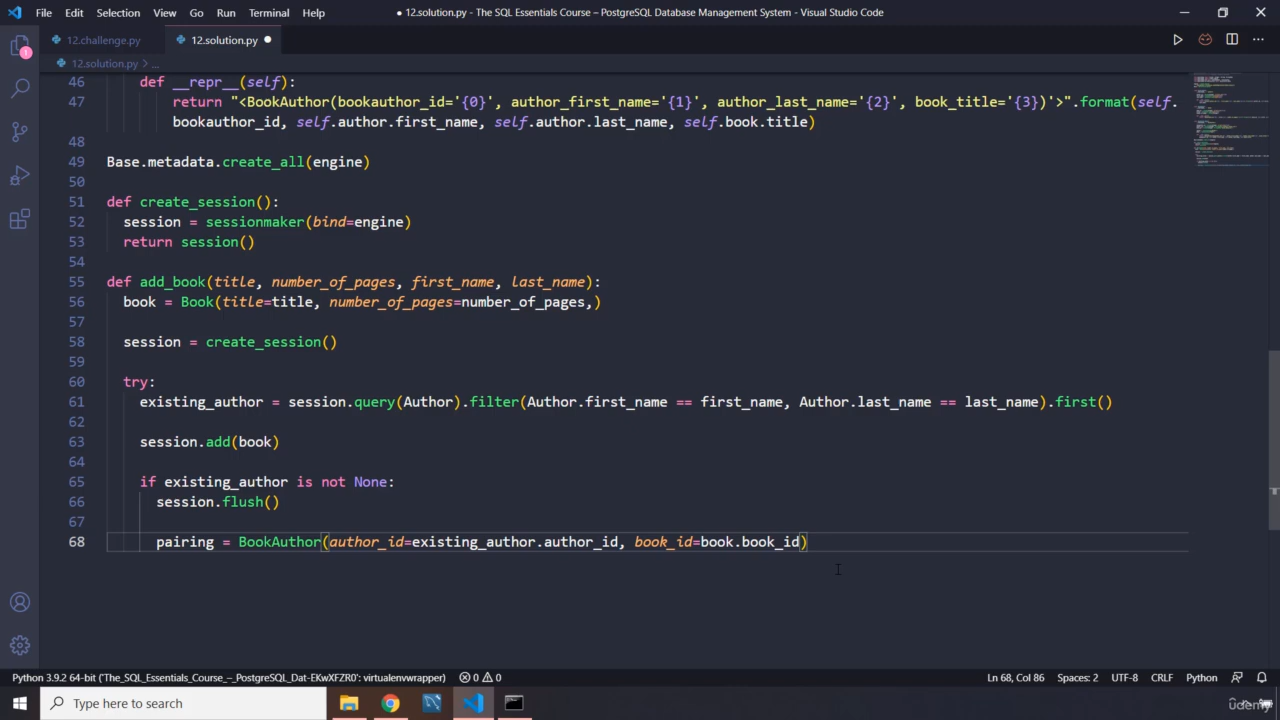 File Edit Selection View Go Run Terminal Help
● 12.solution.py - The SQL Essentials Course – PostgreSQL Database Management System - Visual Studio Code
12.challenge.py 12.solution.py ●
12.solution.py > ...
46 def __repr__(self):
47 return "<BookAuthor(bookauthor_id='{0}', author_first_name='{1}', author_last_name='{2}', book_title='{3})'>".format(self.
bookauthor_id, self.author.first_name, self.author.last_name, self.book.title)
48
49 Base.metadata.create_all(engine)
50
51 def create_session():
52 session = sessionmaker(bind=engine)
53 return session()
54
55 def add_book(title, number_of_pages, first_name, last_name):
56 book = Book(title=title, number_of_pages=number_of_pages,)
57
58 session = create_session()
59
60 try:
61 existing_author = session.query(Author).filter(Author.first_name == first_name, Author.last_name == last_name).first()
62
63 session.add(book)
64
65 if existing_author is not None:
66 session.flush()
67
68 pairing = BookAuthor(author_id=existing_author.author_id, book_id=book.book_id)
1
Python 3.9.2 64-bit ('The_SQL_Essentials_Course_–_PostgreSQL_Dat-EKwXFZR0': virtualenvwrapper) 0 0 Ln 68, Col 86 Spaces: 2 UTF-8 CRLF Python
Type here to search
Udemy